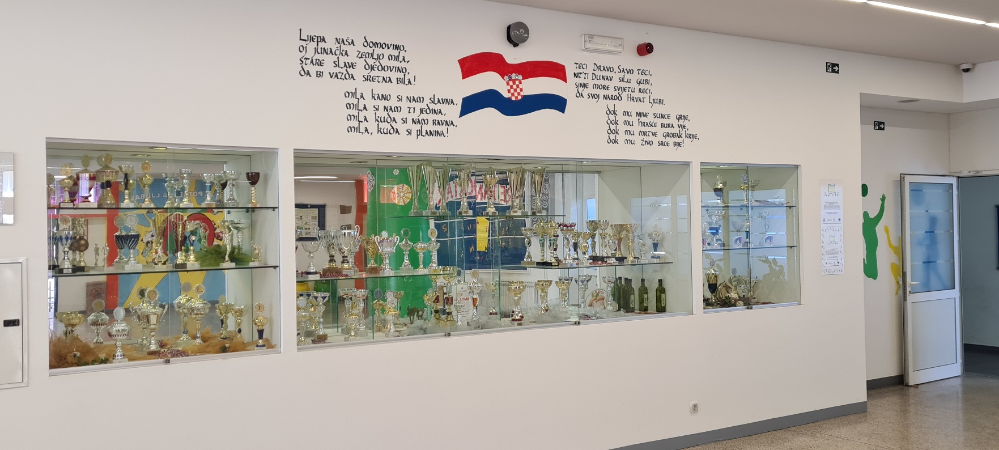 Lijepa naša domovino,
oj junačka zemljo mila,
stare slave djedovino,
da bi vazda sretna bila!
mila kano si nam slavna,
mila si nam ti jedina,
mila kuda si nam ravna,
mila, kuda si planina!
teci Dravo, Savo teci,
nit' ti Dunav silu gubi,
sinje more svijetu reci,
da svoj narod Hrvat ljubi.
dok mu njive sunce grije,
dok mu hrašće bura vije,
dok mu mrtve grobak krije,
dok mu živo srce bije!
DIPLOMA